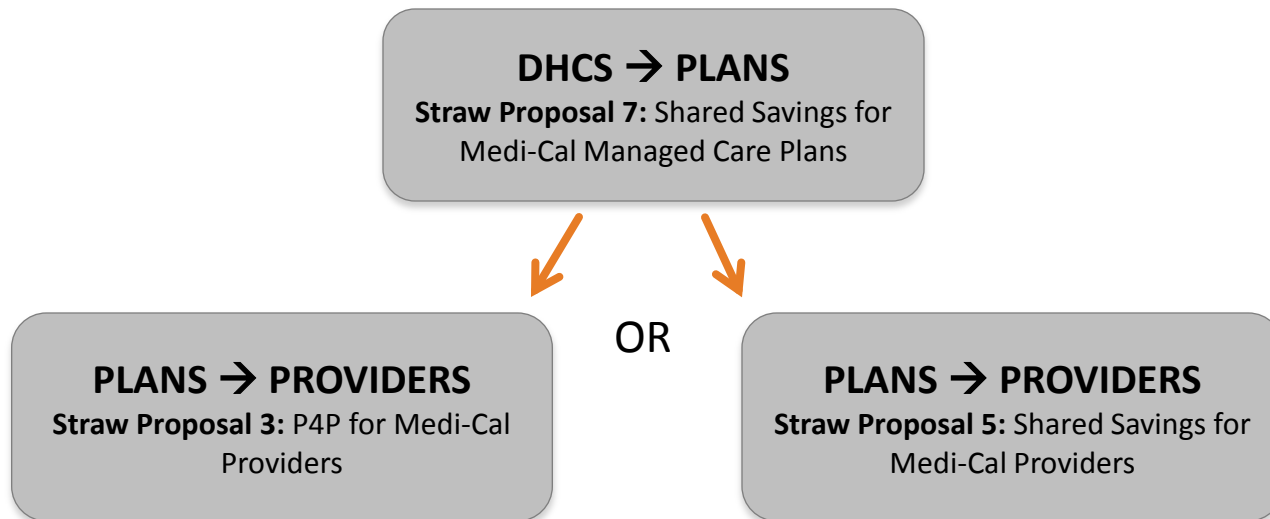 DHCS → PLANS
Straw Proposal 7: Shared Savings for
Medi-Cal Managed Care Plans
OR
PLANS → PROVIDERS
Straw Proposal 3: P4P for Medi-Cal
Providers
PLANS → PROVIDERS
Straw Proposal 5: Shared Savings for
Medi-Cal Providers